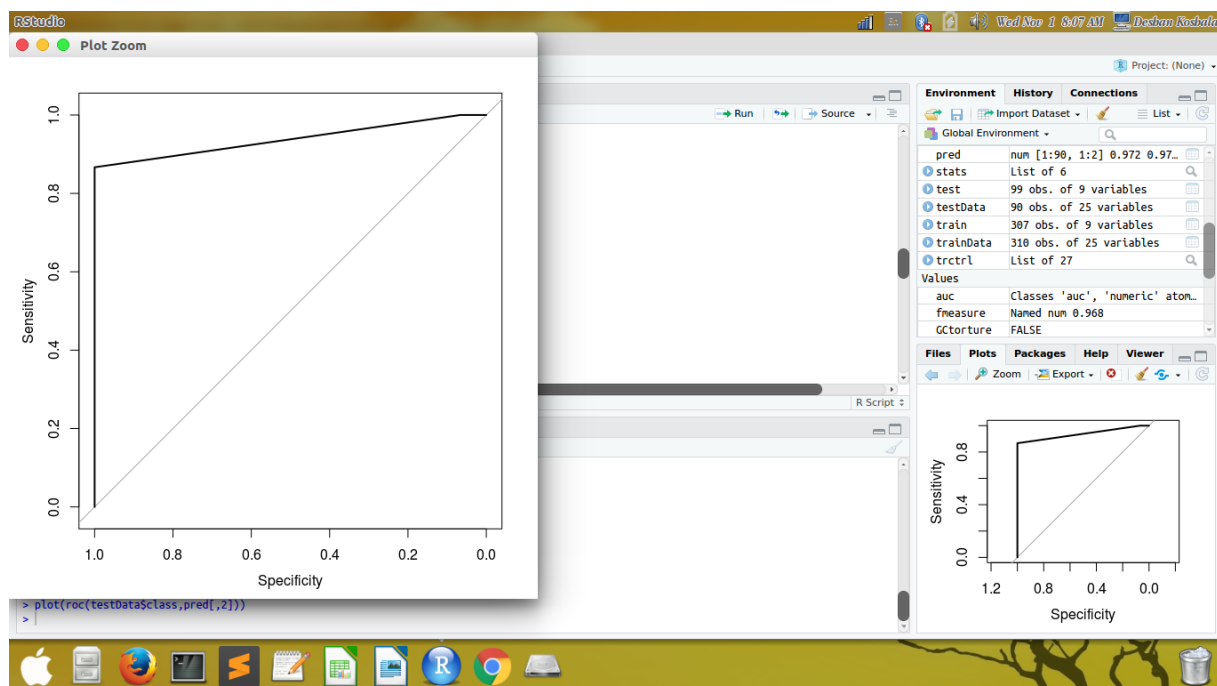 RStudio
Wed Nov 1 8:07 AM Desban Kosbala
Plot Zoom
Project: (None)
1.0
0.8
0.6
0.4
0.2
0.0
Sensitivity
1.0 0.8 0.6 0.4 0.2 0.0
Specificity
Run Source
R Script
> plot(roc(testData$class,pred[,2]))
>
Environment History Connections
Import Dataset List
Global Environment
pred num [1:90, 1:2] 0.972 0.97…
stats List of 6
test 99 obs. of 9 variables
testData 90 obs. of 25 variables
train 307 obs. of 9 variables
trainData 310 obs. of 25 variables
trctrl List of 27
Values
auc Classes 'auc', 'numeric' atom…
fmeasure Named num 0.968
GCtorture FALSE
Files Plots Packages Help Viewer
Zoom Export
0.8
0.4
0.0
Sensitivity
1.2 0.8 0.4 0.0
Specificity